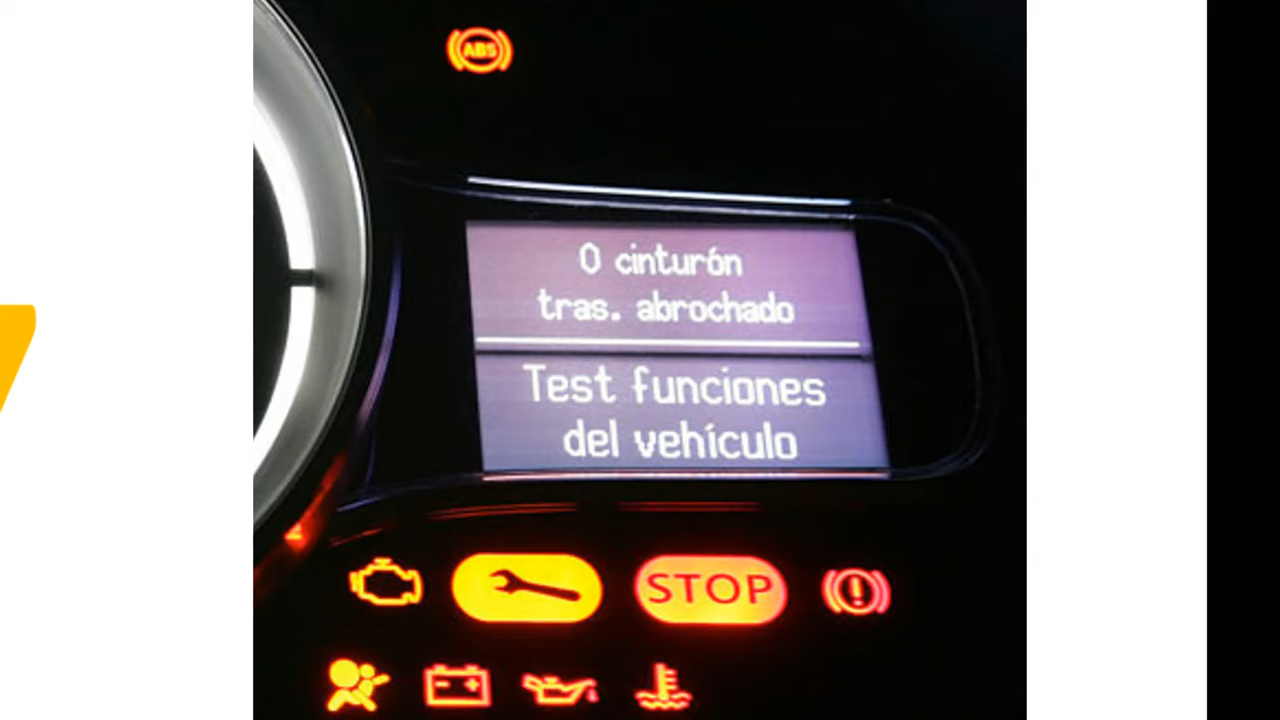 ABS
0 cinturón
tras. abrochado
Test funciones
del vehículo
STOP